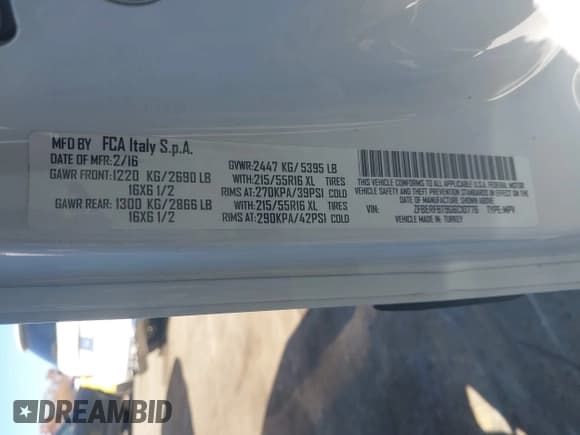 MFD BY FCA Italy S.p.A.
DATE OF MFR: 2/16 GVWR: 2447 KG/ 5395 LB
GAWR FRONT: 1220 KG/ 2690 LB WITH: 215/55R16 XL TIRES
16X6 1/2 RIMS AT: 270KPA/39PSI COLD
GAWR REAR: 1300 KG/ 2866 LB WITH: 215/55R16 XL TIRES
16X6 1/2 RIMS AT: 290KPA/42PSI COLD
THIS VEHICLE CONFORMS TO ALL APPLICABLE U.S.A. FEDERAL MOTOR
VEHICLE SAFETY AND THEFT PREVENTION STANDARDS IN EFFECT ON THE
DATE OF MANUFACTURE SHOWN ABOVE.
VIN: TYPE: MPV
VEHICLE MADE IN: TURKEY
DREAMBID